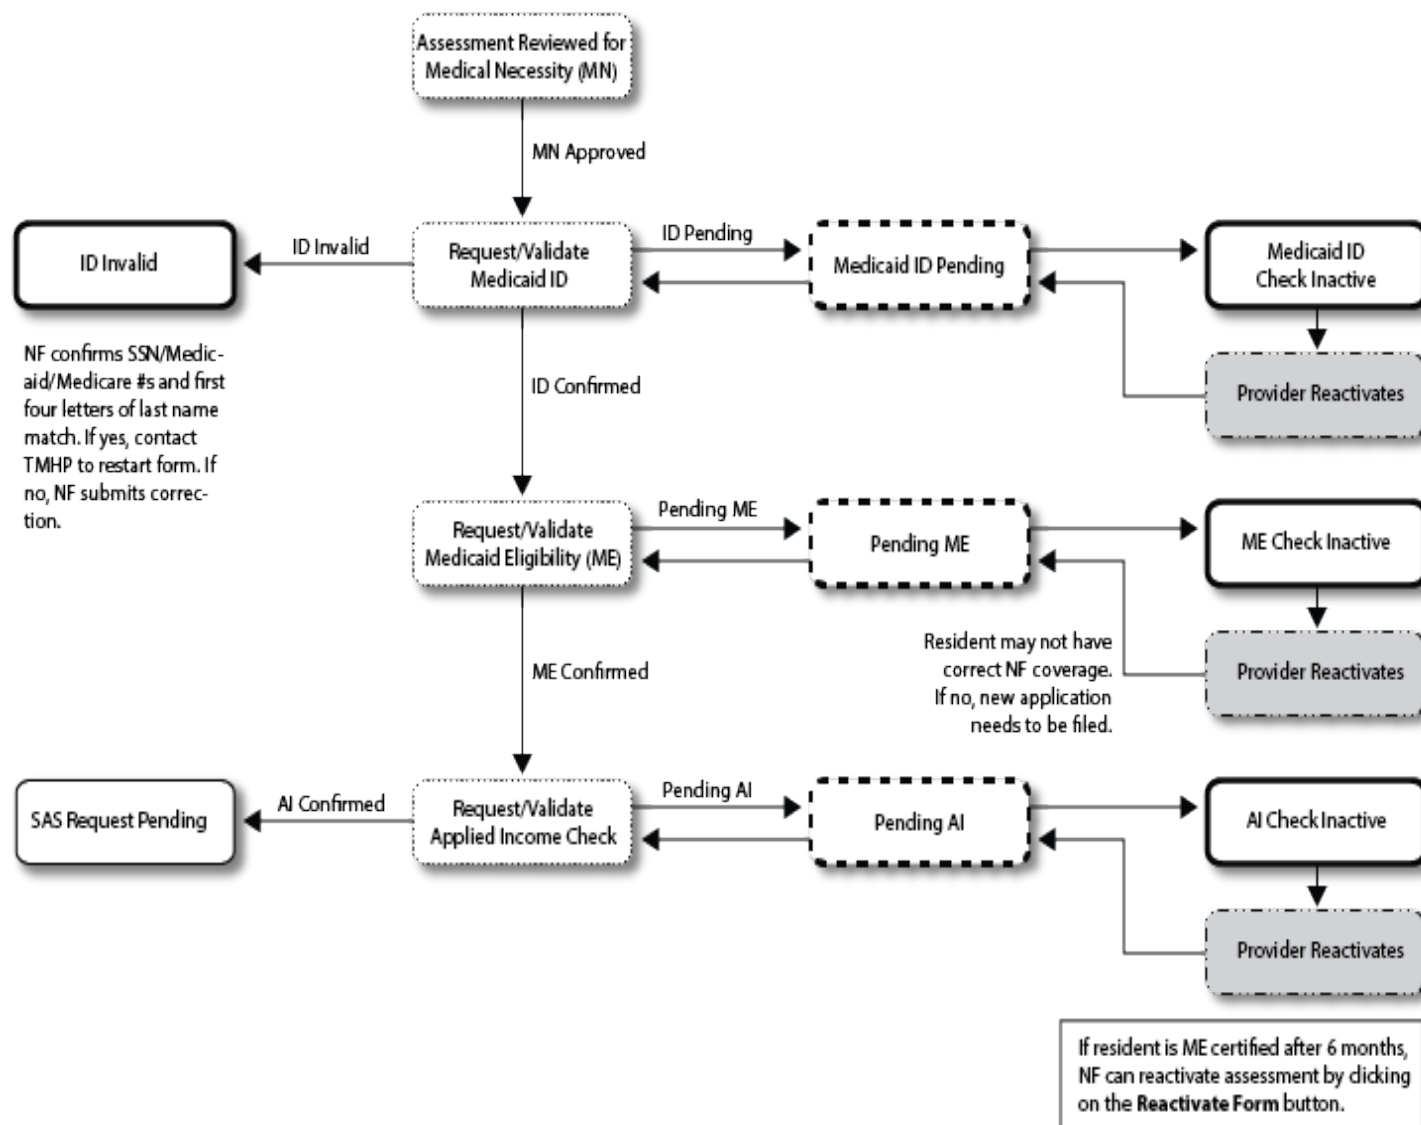 Assessment Reviewed for
Medical Necessity (MN)
MN Approved
ID Invalid
ID Invalid
Request/Validate
Medicaid ID
ID Pending
Medicaid ID Pending
Medicaid ID
Check Inactive
NF confirms SSN/Medic-
aid/Medicare #s and first
four letters of last name
match. If yes, contact
TMHP to restart form. If
no, NF submits correc-
tion.
ID Confirmed
Provider Reactivates
Request/Validate
Medicaid Eligibility (ME)
Pending ME
Pending ME
ME Check Inactive
ME Confirmed
Resident may not have
correct NF coverage.
If no, new application
needs to be filed.
Provider Reactivates
SAS Request Pending
AI Confirmed
Request/Validate
Applied Income Check
Pending AI
Pending AI
AI Check Inactive
Provider Reactivates
If resident is ME certified after 6 months,
NF can reactivate assessment by clicking
on the Reactivate Form button.